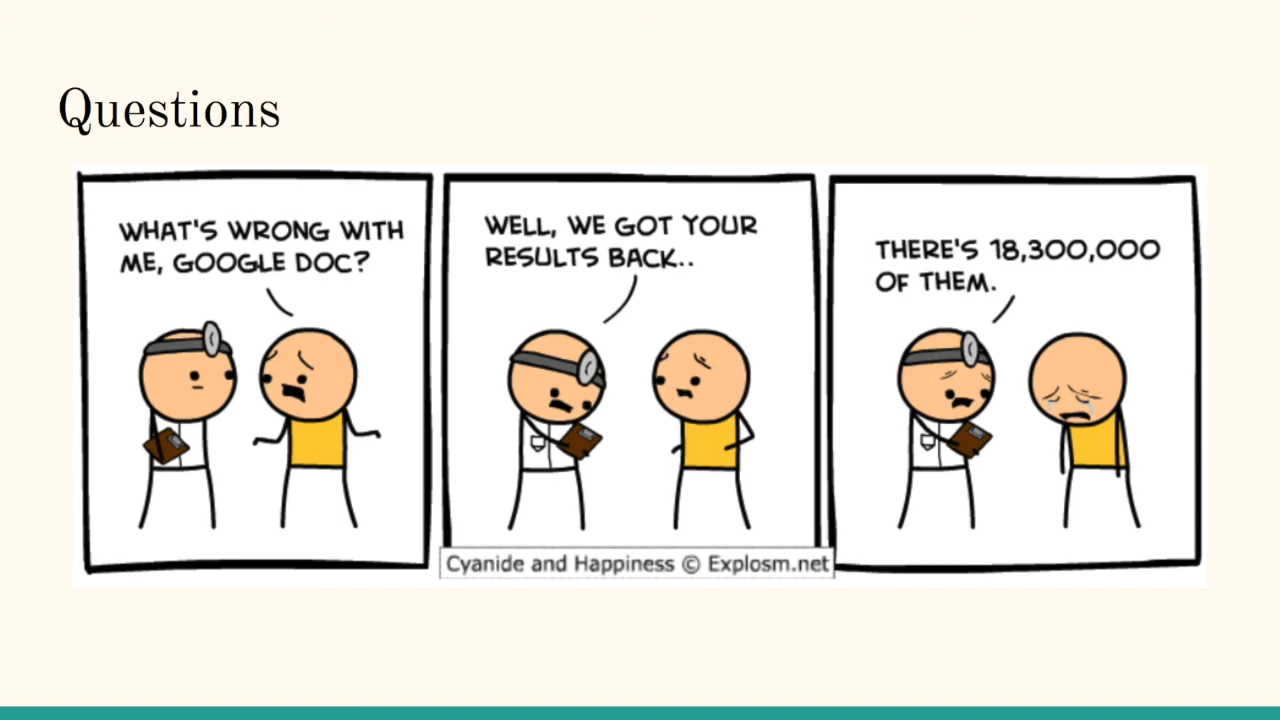 Questions
WHAT'S WRONG WITH
ME, GOOGLE DOC?
WELL, WE GOT YOUR
RESULTS BACK..
THERE'S 18,300,000
OF THEM.
Cyanide and Happiness © Explosm.net